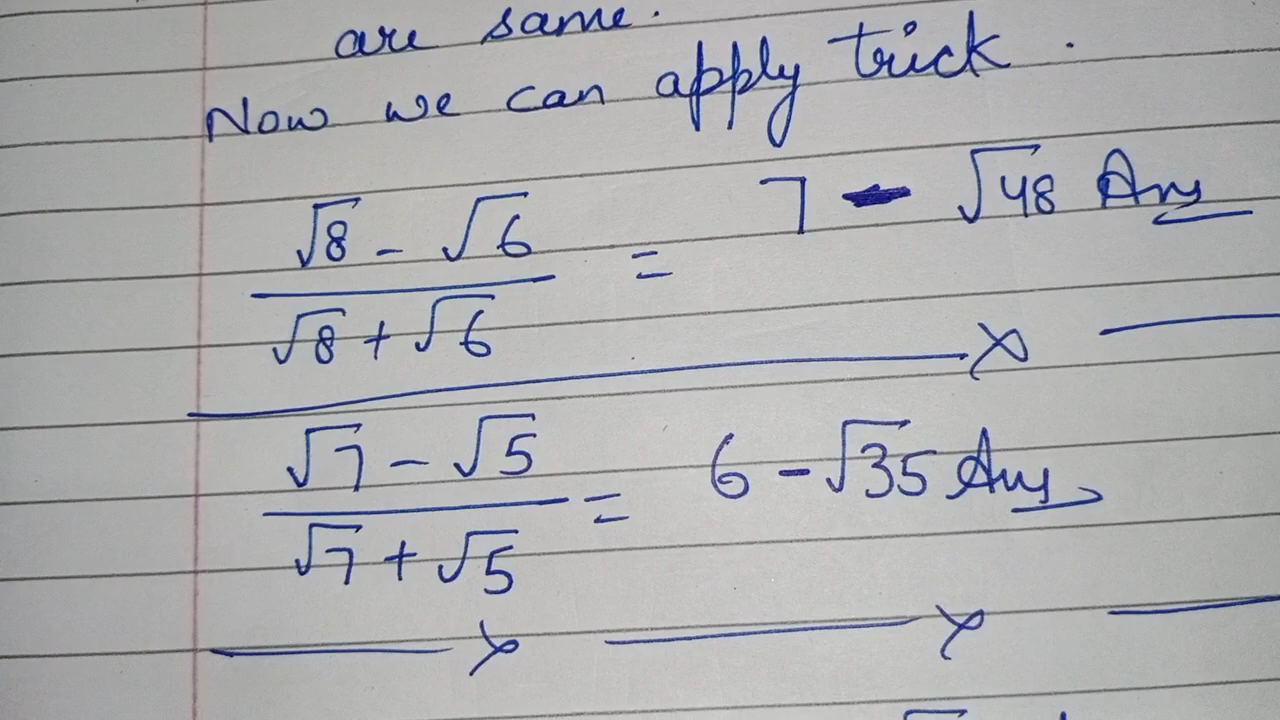 are same.
Now we can apply trick.
√8 - √6 / √8 + √6 = 7 - √48 Ans
√7 - √5 / √7 + √5 = 6 - √35 Ans